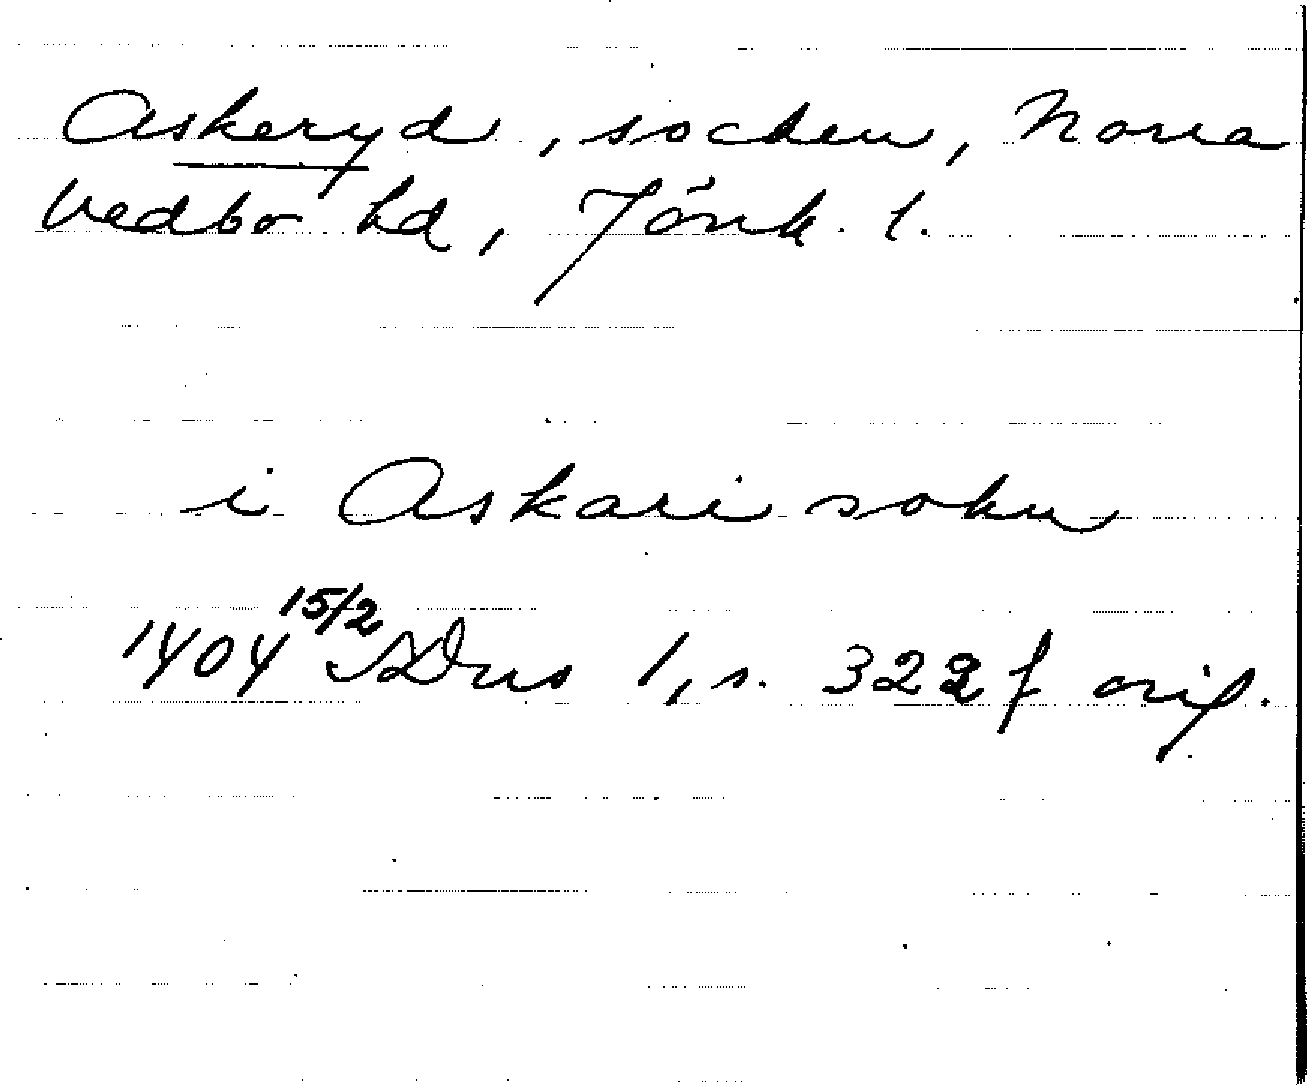 Askeryd, socken, Norra
Vedbo hd, Jönk. l.
i Askari sokn
1404 15/2 SDns 1, s. 322 f orig.